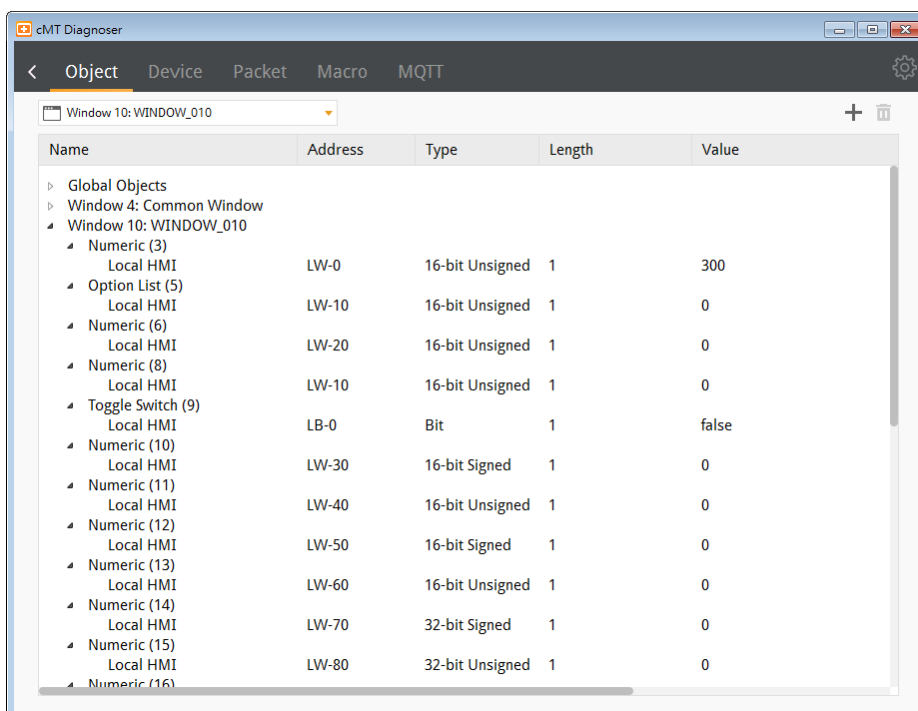 cMT Diagnoser
Object Device Packet Macro MQTT
Window 10: WINDOW_010
Name Address Type Length Value
Global Objects
Window 4: Common Window
Window 10: WINDOW_010
Numeric (3)
Local HMI LW-0 16-bit Unsigned 1 300
Option List (5)
Local HMI LW-10 16-bit Unsigned 1 0
Numeric (6)
Local HMI LW-20 16-bit Unsigned 1 0
Numeric (8)
Local HMI LW-10 16-bit Unsigned 1 0
Toggle Switch (9)
Local HMI LB-0 Bit 1 false
Numeric (10)
Local HMI LW-30 16-bit Signed 1 0
Numeric (11)
Local HMI LW-40 16-bit Unsigned 1 0
Numeric (12)
Local HMI LW-50 16-bit Signed 1 0
Numeric (13)
Local HMI LW-60 16-bit Unsigned 1 0
Numeric (14)
Local HMI LW-70 32-bit Signed 1 0
Numeric (15)
Local HMI LW-80 32-bit Unsigned 1 0
Numeric (16)